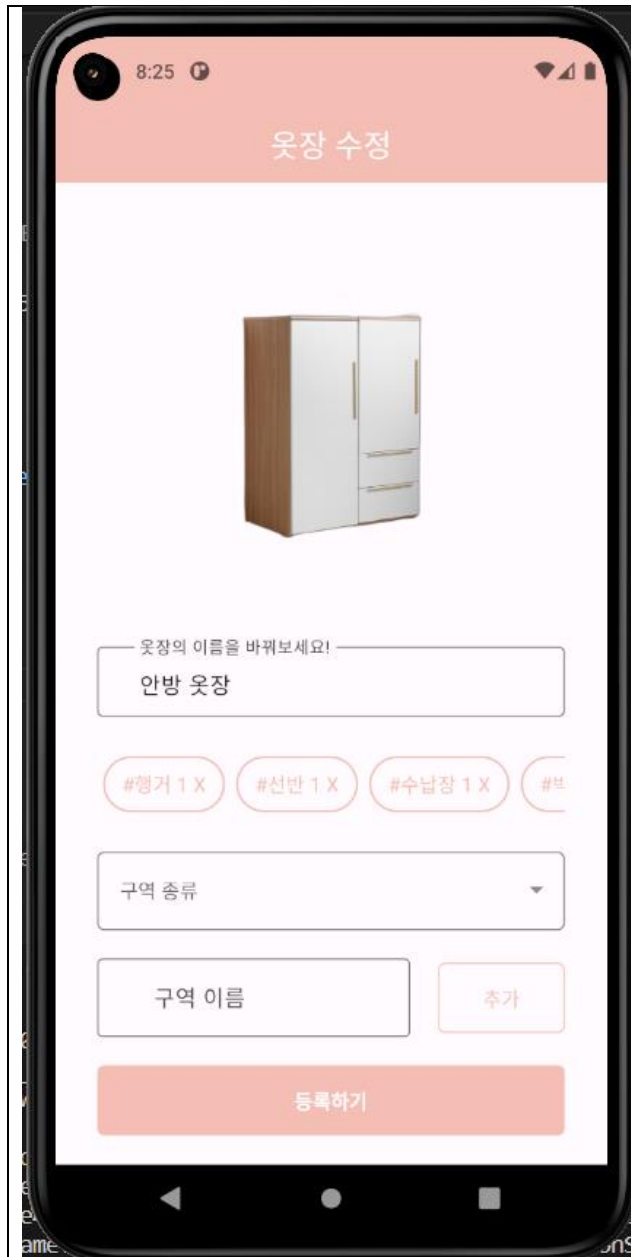 8:25
옷장 수정
옷장의 이름을 바꿔보세요!
안방 옷장
#행거 1 X #선반 1 X #수납장 1 X
구역 종류
구역 이름
추가
등록하기